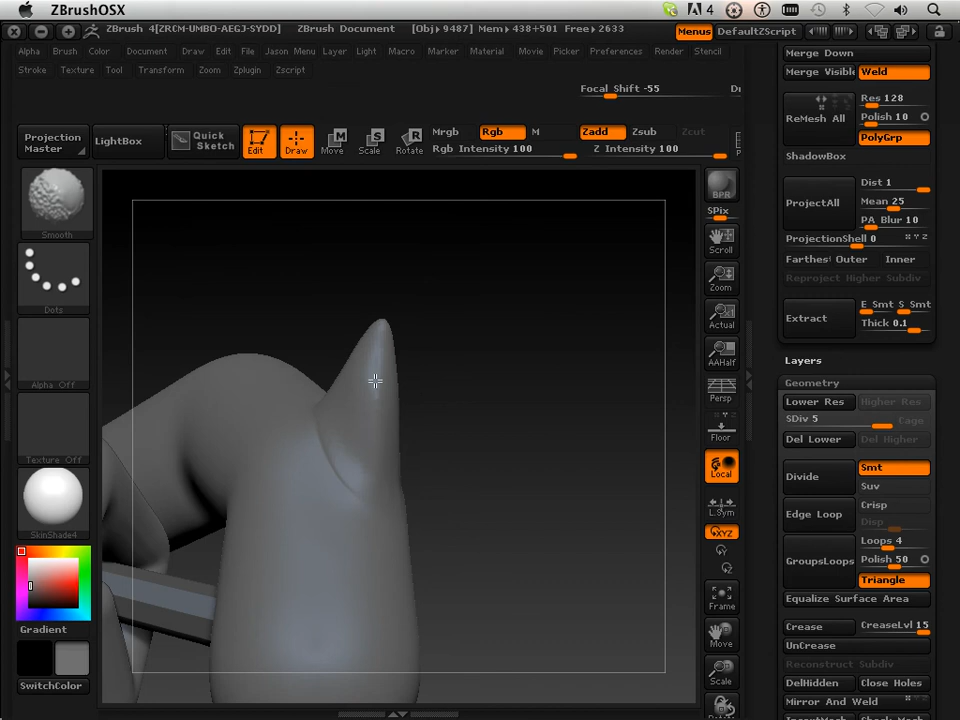 ZBrushOSX
4
ZBrush 4[ZRCM-UMBO-AEGJ-SYDD] ZBrush Document [Obj▸9487] Mem▸438+501 Free▸2633 Menus DefaultZScript
Alpha Brush Color Document Draw Edit File Jason Menu Layer Light Macro Marker Material Movie Picker Preferences Render Stencil
Stroke Texture Tool Transform Zoom Zplugin Zscript
Focal Shift -55
Projection Master
LightBox
Quick Sketch
Edit
Draw
Move
Scale
Rotate
Mrgb Rgb M Zadd Zsub Zcut
Rgb Intensity 100 Z Intensity 100
Smooth
Dots
Alpha Off
Texture Off
SkinShade4
Gradient
SwitchColor
BPR
SPix
Scroll
Zoom
Actual
AAHalf
Persp
Floor
Local
L.Sym
XYZ
Y
Z
Frame
Move
Scale
Merge Down
Merge Visible Weld
ReMesh All
Res 128
Polish 10
PolyGrp
ShadowBox
ProjectAll
Dist 1
Mean 25
PA Blur 10
ProjectionShell 0 X Y Z
Farthest Outer Inner
Reproject Higher Subdiv
Extract
E Smt S Smt
Thick 0.1
Layers
Geometry
Lower Res Higher Res
SDiv 5 Cage
Del Lower Del Higher
Divide
Smt
Suv
Edge Loop
Crisp
Disp
GroupsLoops
Loops 4
Polish 50
Triangle
Equalize Surface Area
Crease CreaseLvl 15
UnCrease
Reconstruct Subdiv
DelHidden Close Holes
Mirror And Weld